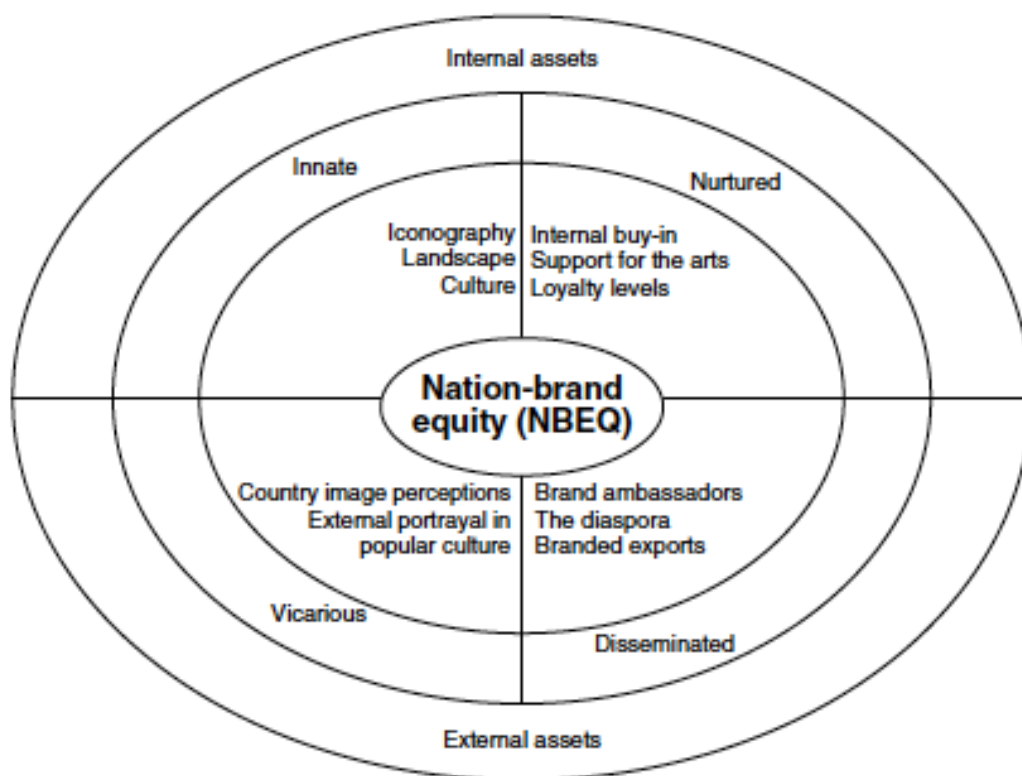 Internal assets
Innate
Nurtured
Iconography
Landscape
Culture
Internal buy-in
Support for the arts
Loyalty levels
Nation-brand
equity (NBEQ)
Country image perceptions
External portrayal in
popular culture
Brand ambassadors
The diaspora
Branded exports
Vicarious
Disseminated
External assets